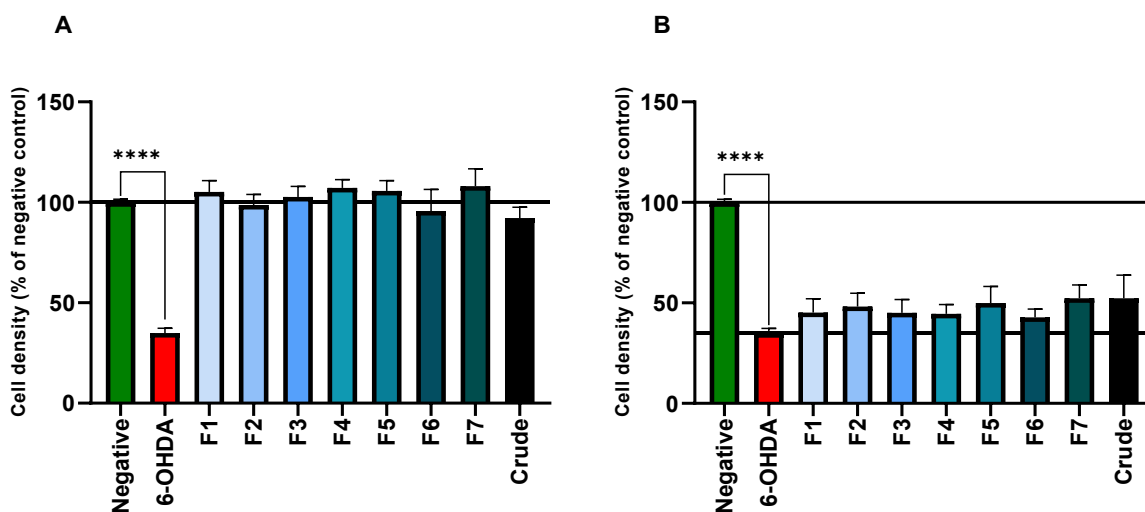 A
Cell density (% of negative control)
150
100
50
0
****
Negative
6-OHDA
F1
F2
F3
F4
F5
F6
F7
Crude
B
Cell density (% of negative control)
150
100
50
0
****
Negative
6-OHDA
F1
F2
F3
F4
F5
F6
F7
Crude